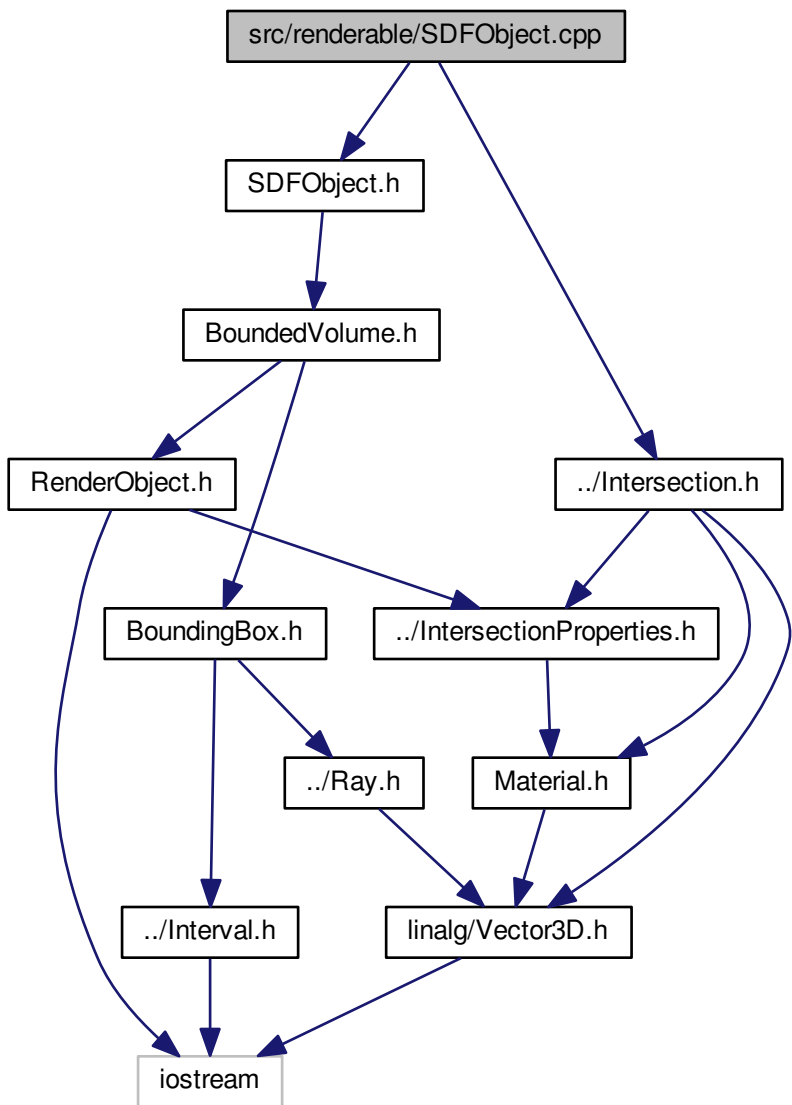 src/renderable/SDFObject.cpp
SDFObject.h
BoundedVolume.h
RenderObject.h
../Intersection.h
BoundingBox.h
../IntersectionProperties.h
../Ray.h
Material.h
../Interval.h
linalg/Vector3D.h
iostream